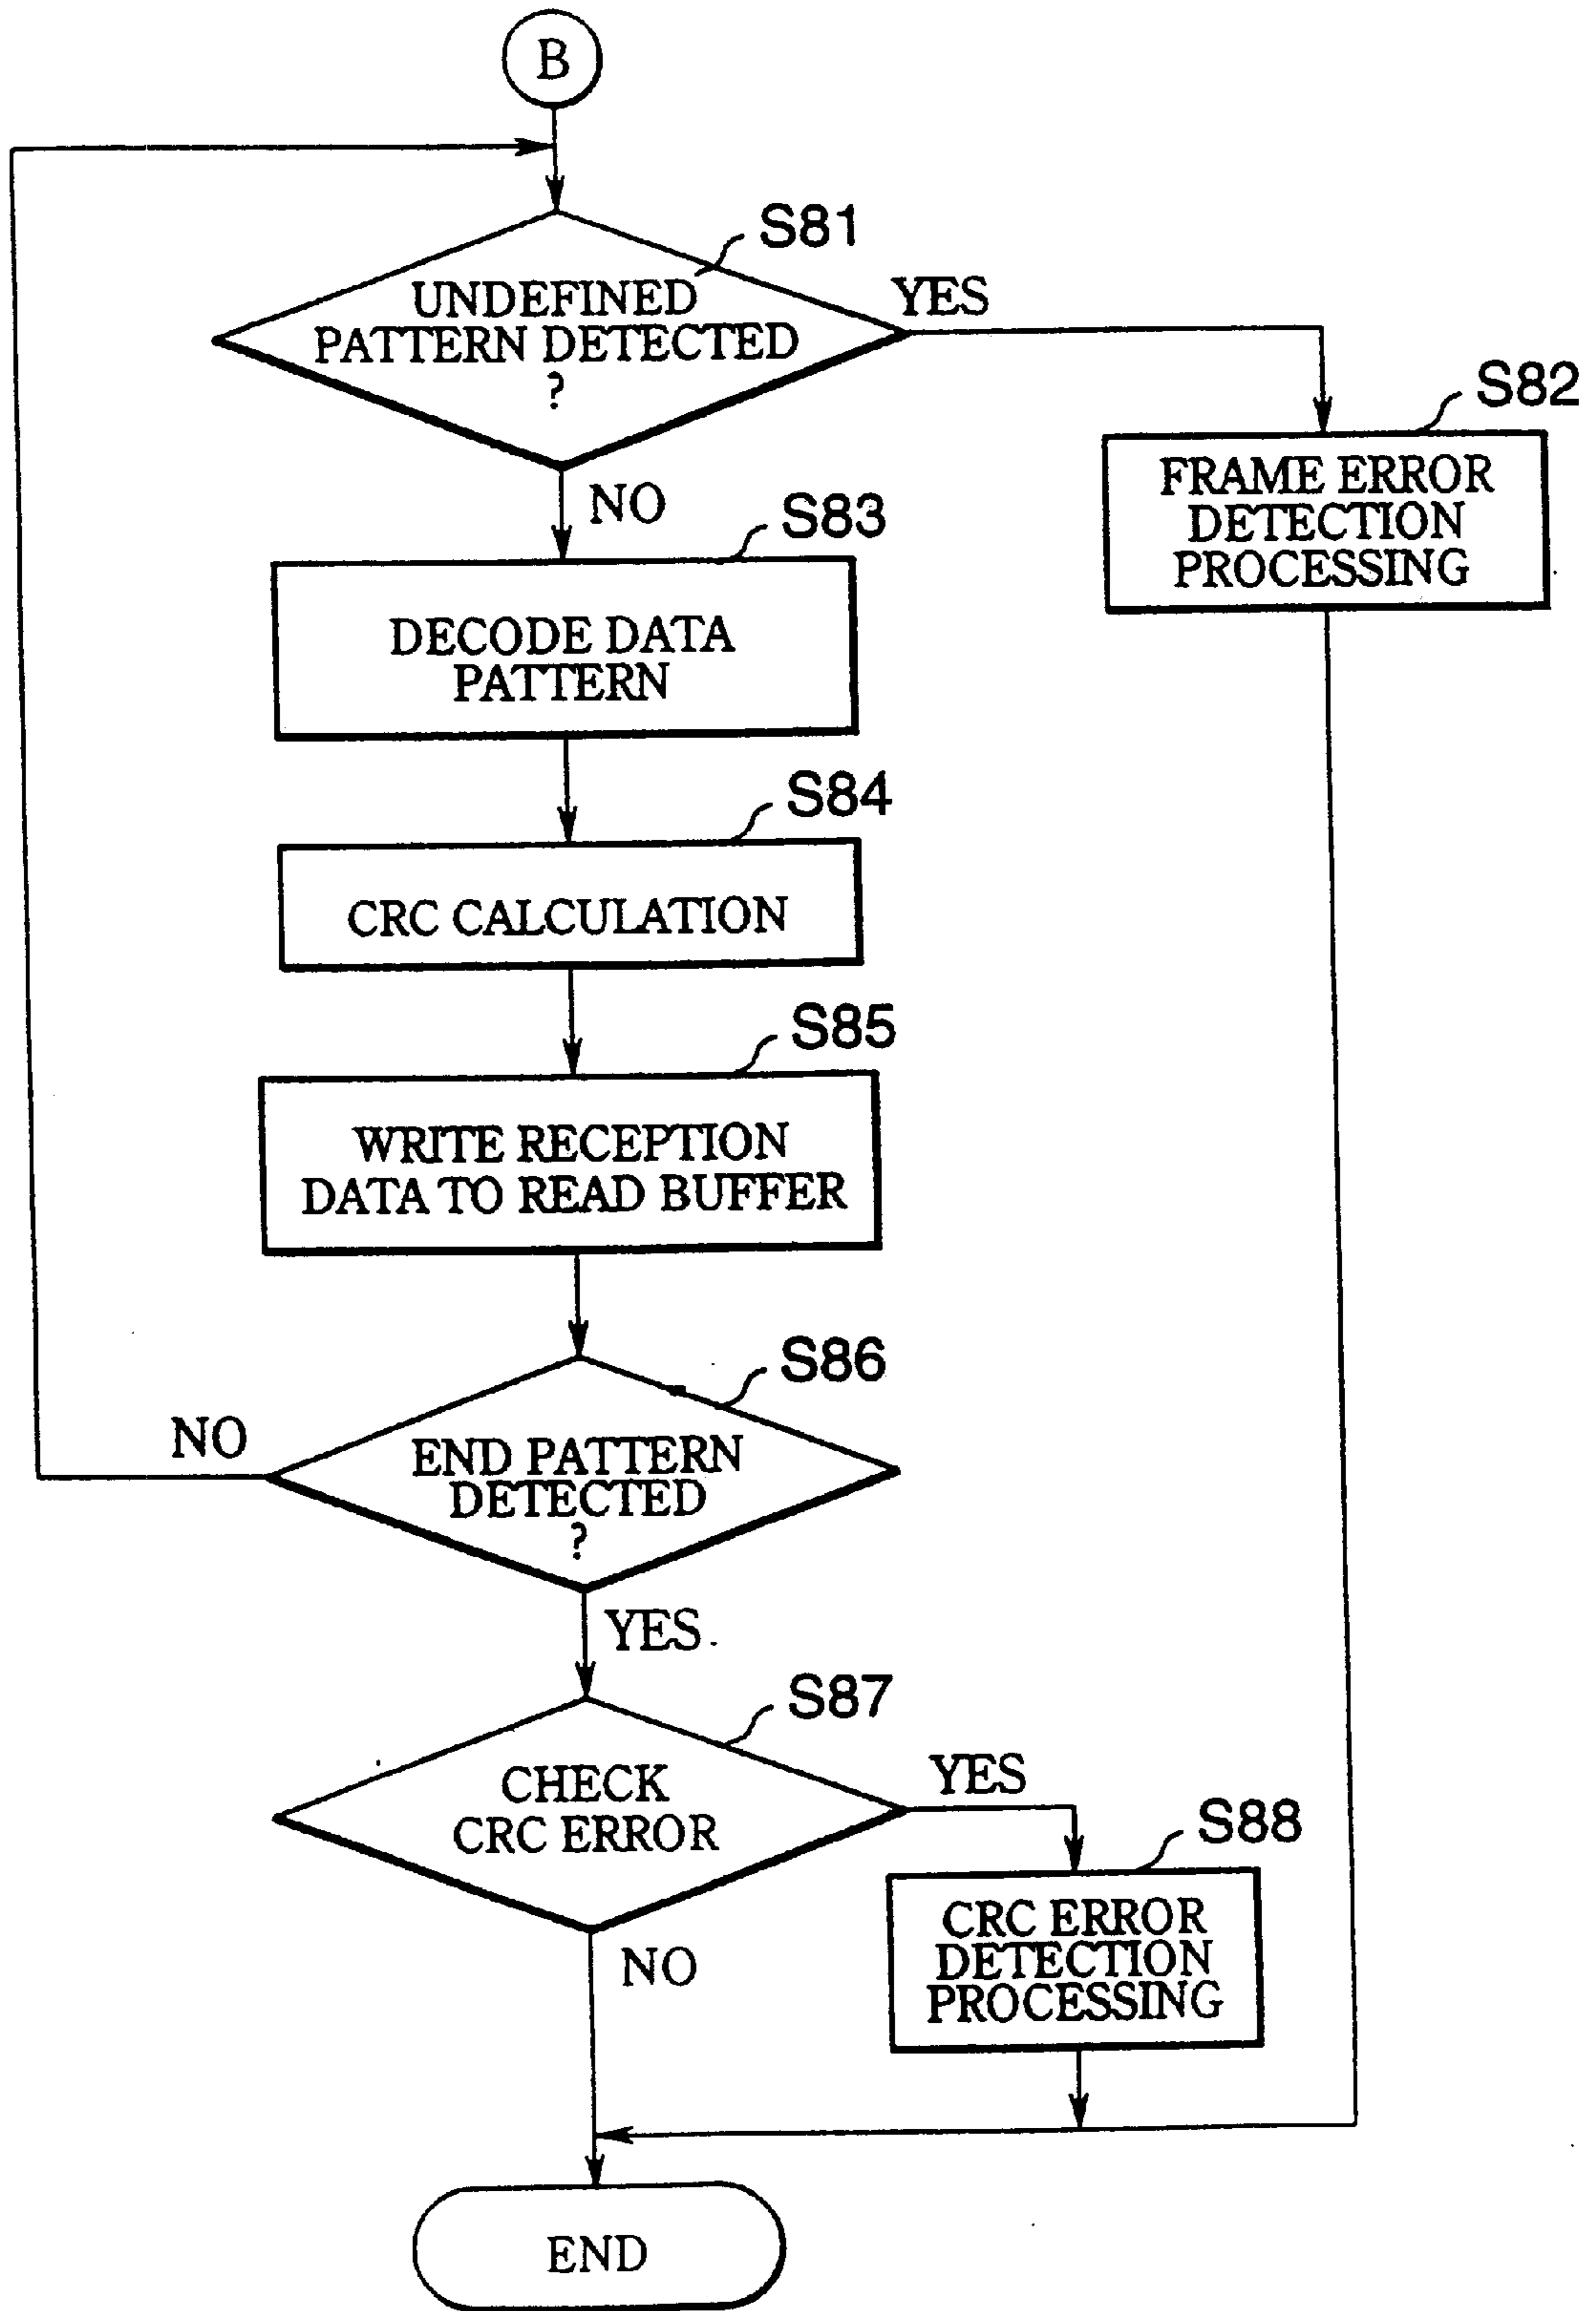 B
S81
UNDEFINED
PATTERN DETECTED
?
YES
S82
FRAME ERROR
DETECTION
PROCESSING
NO
S83
DECODE DATA
PATTERN
S84
CRC CALCULATION
S85
WRITE RECEPTION
DATA TO READ BUFFER
S86
NO
END PATTERN
DETECTED
?
YES
S87
CHECK
CRC ERROR
YES
S88
CRC ERROR
DETECTION
PROCESSING
NO
END